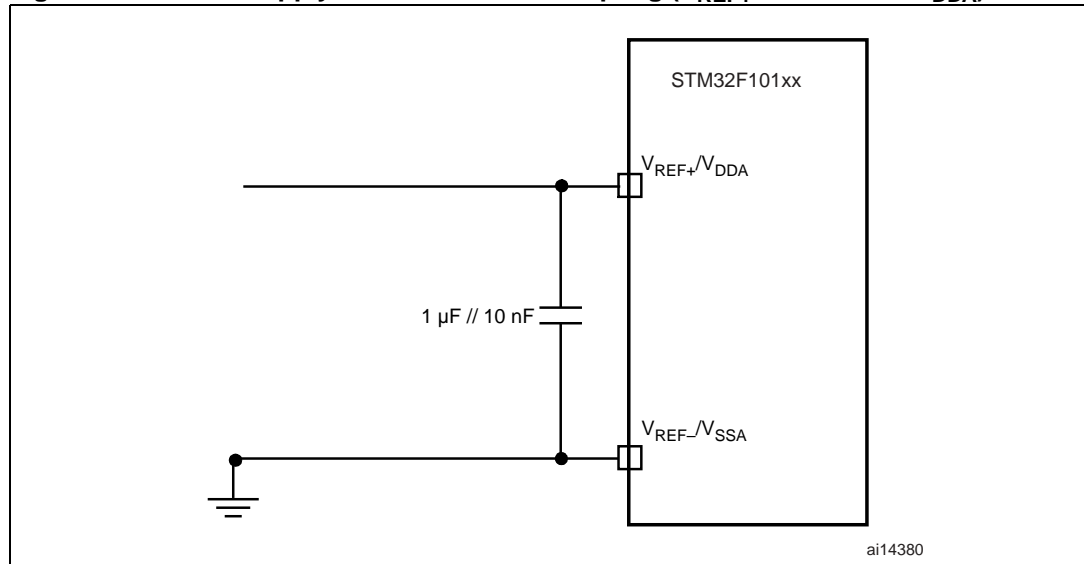 STM32F101xx
VREF+/VDDA
1 µF // 10 nF
VREF–/VSSA
ai14380